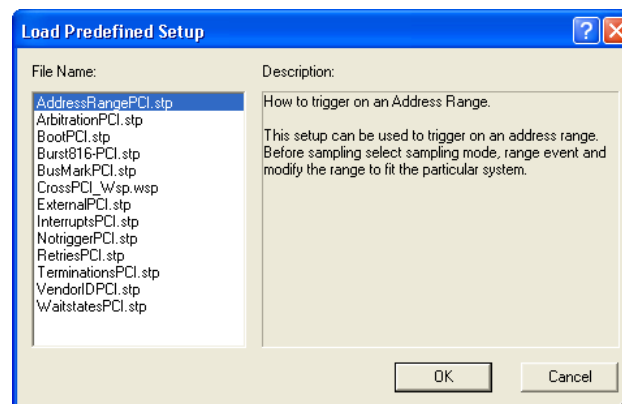 Load Predefined Setup
File Name:
AddressRangePCI.stp
ArbitrationPCI.stp
BootPCI.stp
Burst816-PCI.stp
BusMarkPCI.stp
CrossPCI_Wsp.wsp
ExternalPCI.stp
InterruptsPCI.stp
NotriggerPCI.stp
RetriesPCI.stp
TerminationsPCI.stp
VendorIDPCI.stp
WaitstatesPCI.stp
Description:
How to trigger on an Address Range.
This setup can be used to trigger on an address range.
Before sampling select sampling mode, range event and
modify the range to fit the particular system.
OK
Cancel